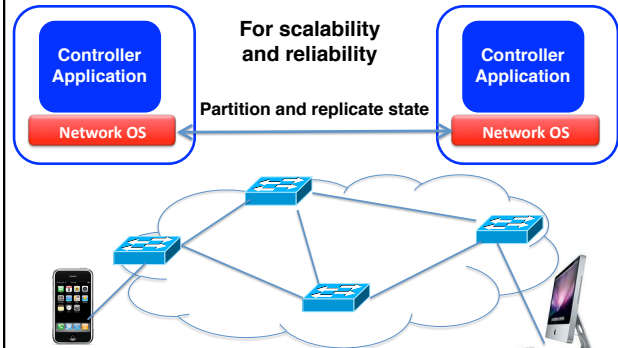 For scalability
and reliability
Controller
Application
Controller
Application
Partition and replicate state
Network OS
Network OS